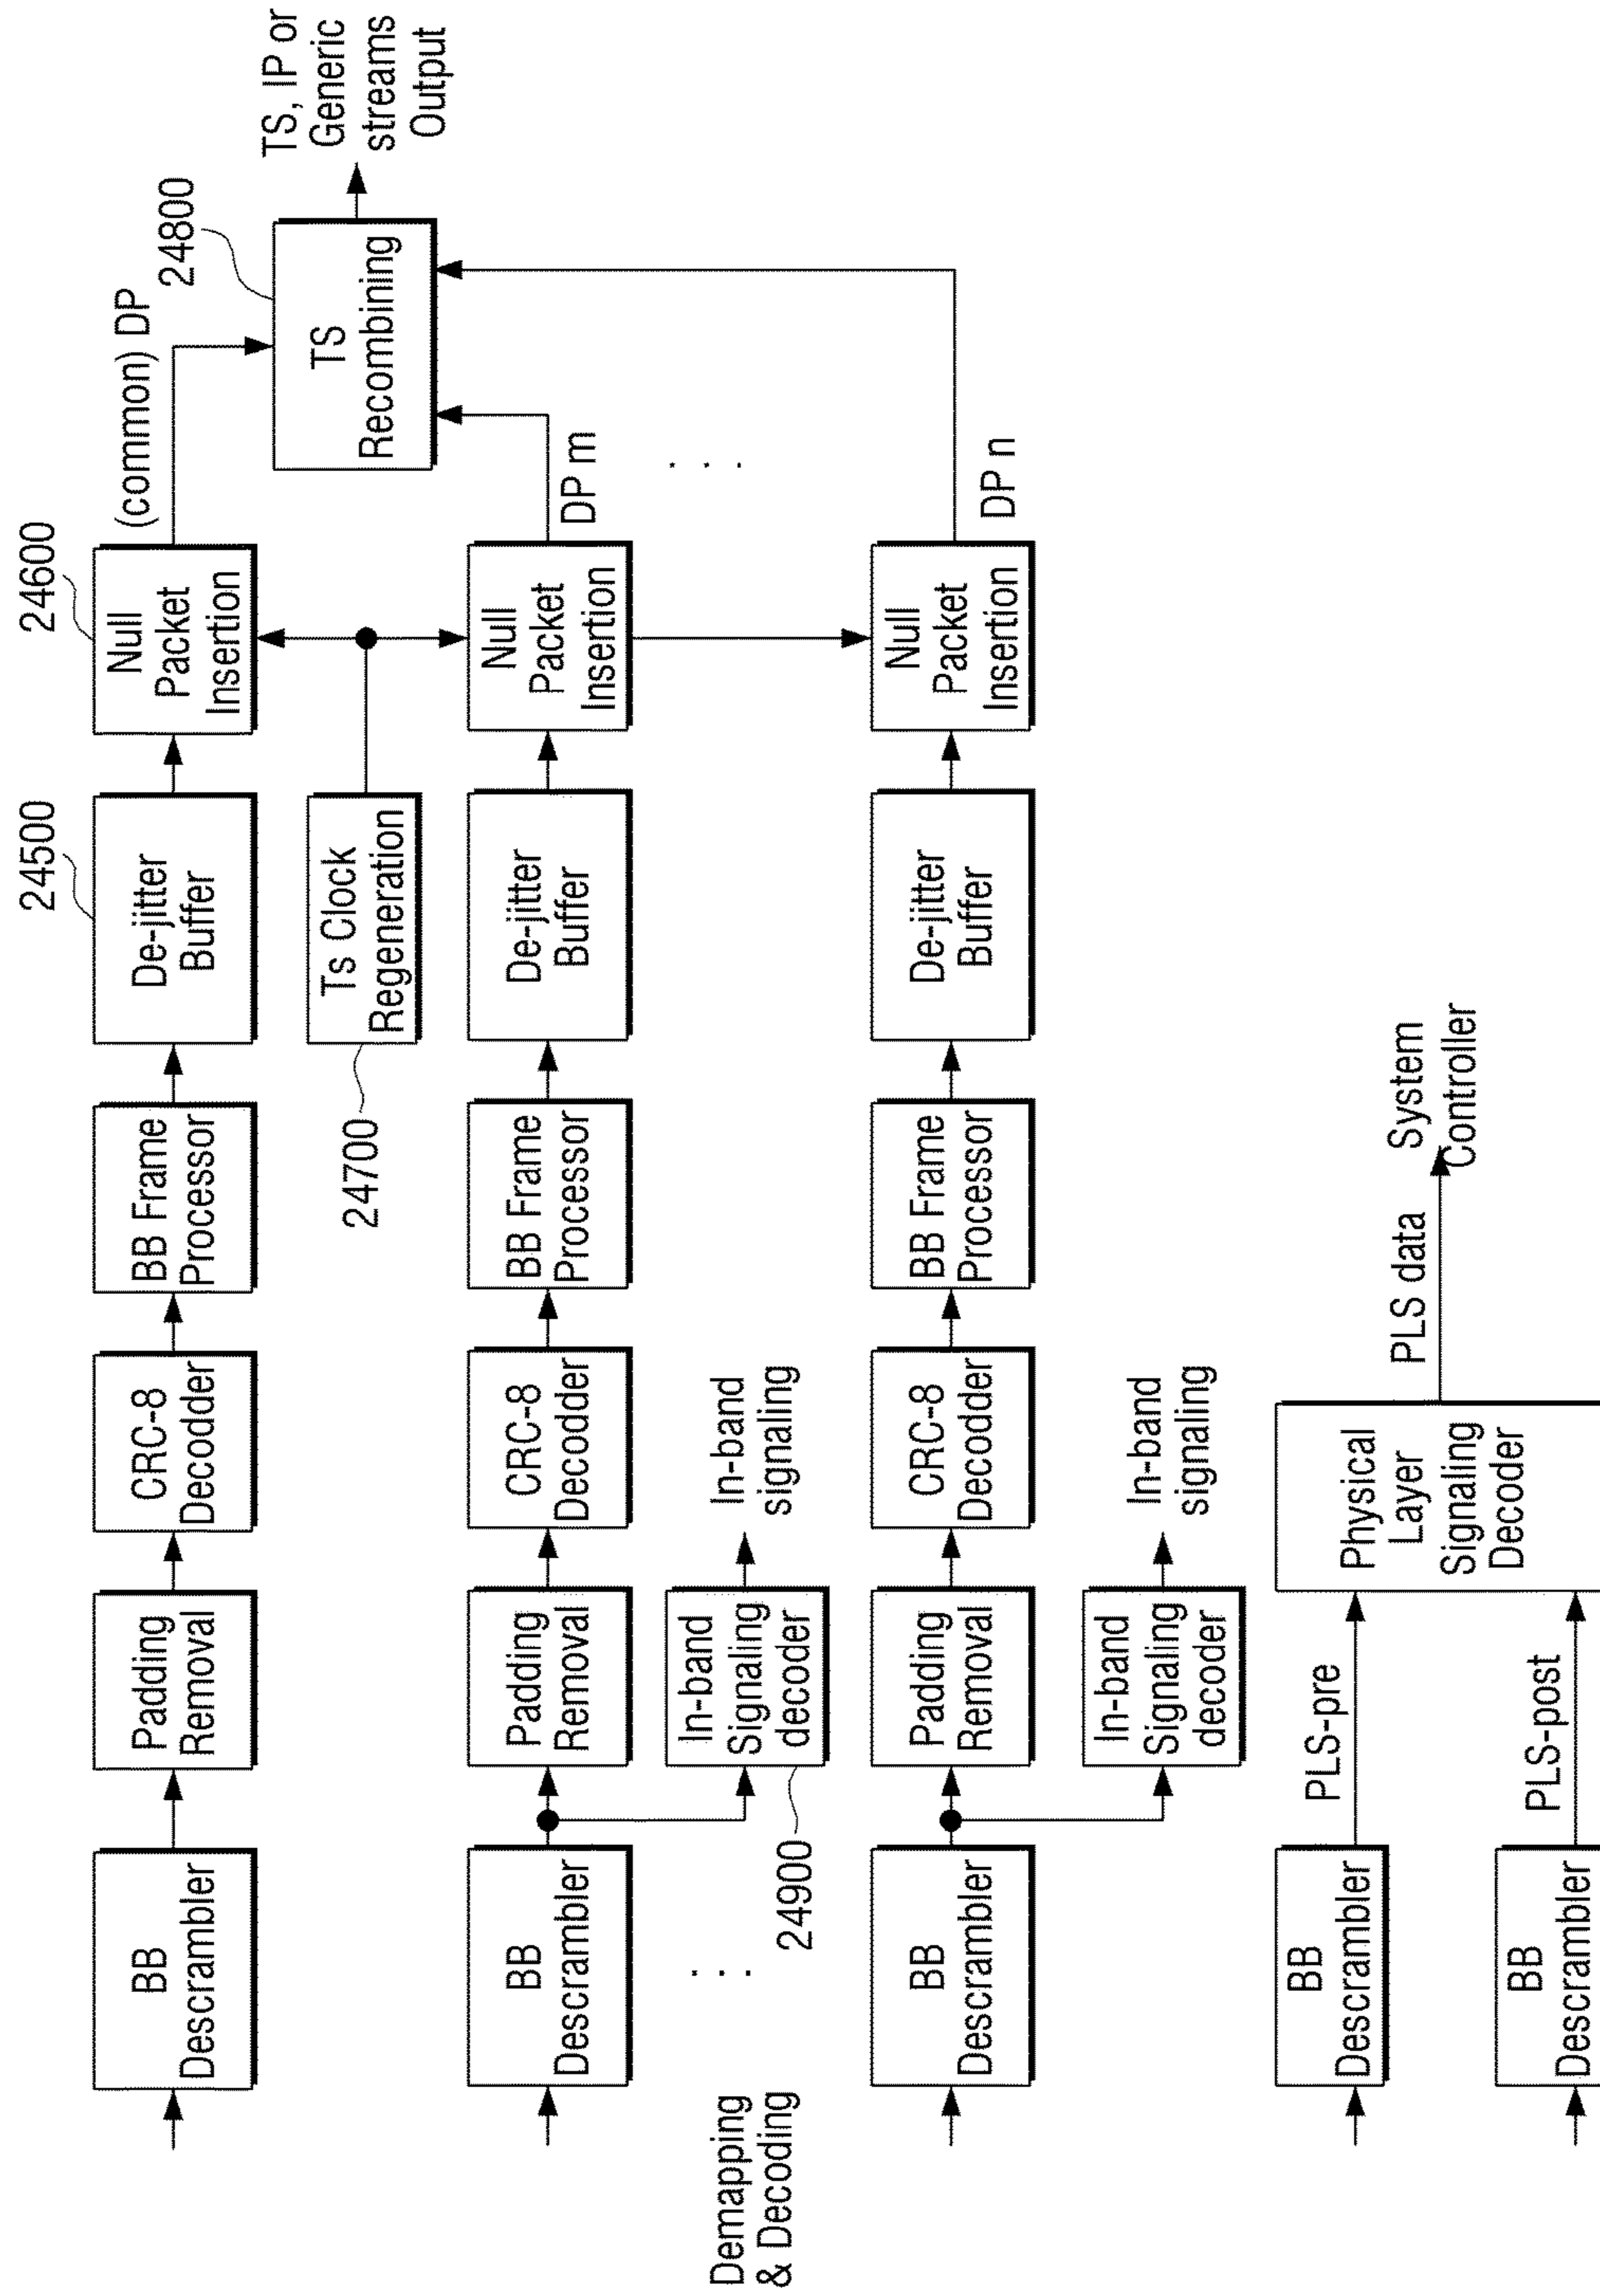 24500
24600
(common) DP
24800
TS, IP or
Generic
streams
Output
BB
Descrambler
Padding
Removal
CRC-8
Decodder
BB Frame
Processor
De-jitter
Buffer
Null
Packet
Insertion
TS
Recombining
24700
Ts Clock
Regeneration
BB
Descrambler
Padding
Removal
CRC-8
Decodder
BB Frame
Processor
De-jitter
Buffer
Null
Packet
Insertion
DP m
Demapping
& Decoding
. . .
24900
In-band
Signaling
decoder
In-band
signaling
. . .
BB
Descrambler
Padding
Removal
CRC-8
Decodder
BB Frame
Processor
De-jitter
Buffer
Null
Packet
Insertion
DP n
In-band
Signaling
decoder
In-band
signaling
BB
Descrambler
PLS-pre
Physical
Layer
Signaling
Decoder
PLS data
System
Controller
BB
Descrambler
PLS-post